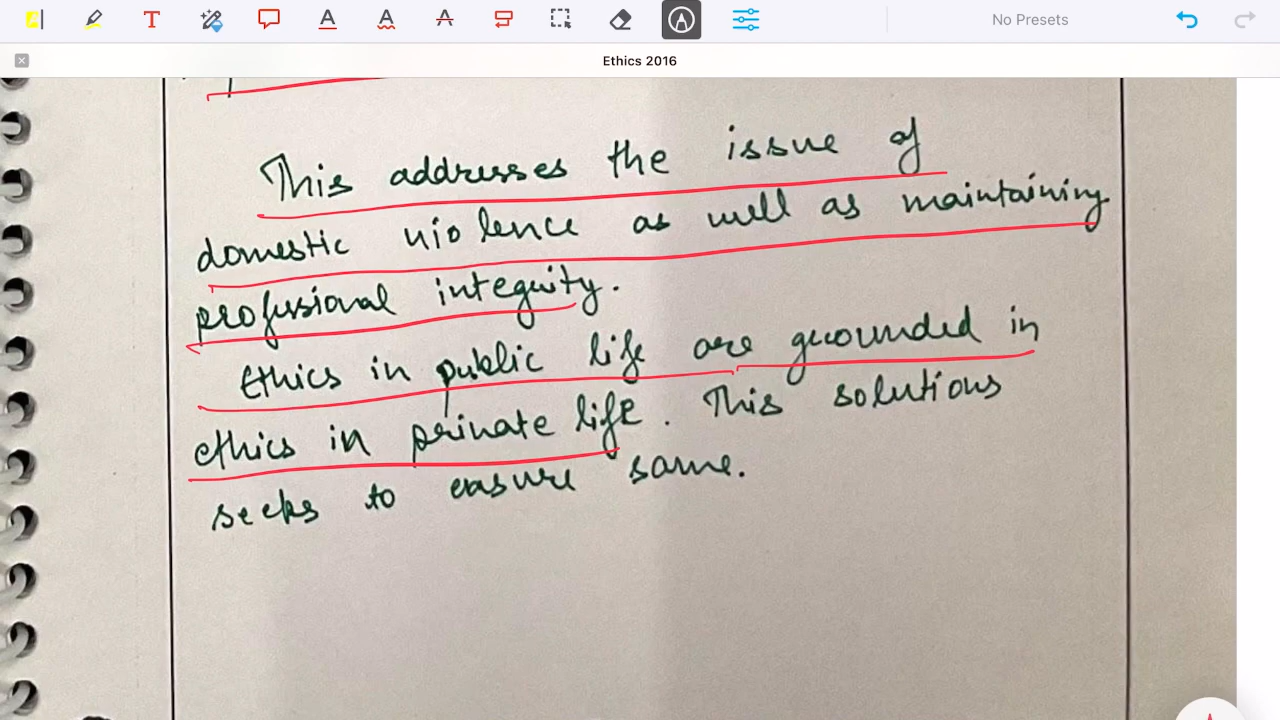 No Presets
Ethics 2016
This addresses the issue of
domestic violence as well as maintaining
professional integrity.
Ethics in public life are grounded in
ethics in private life. This solutions
seeks to ensure same.